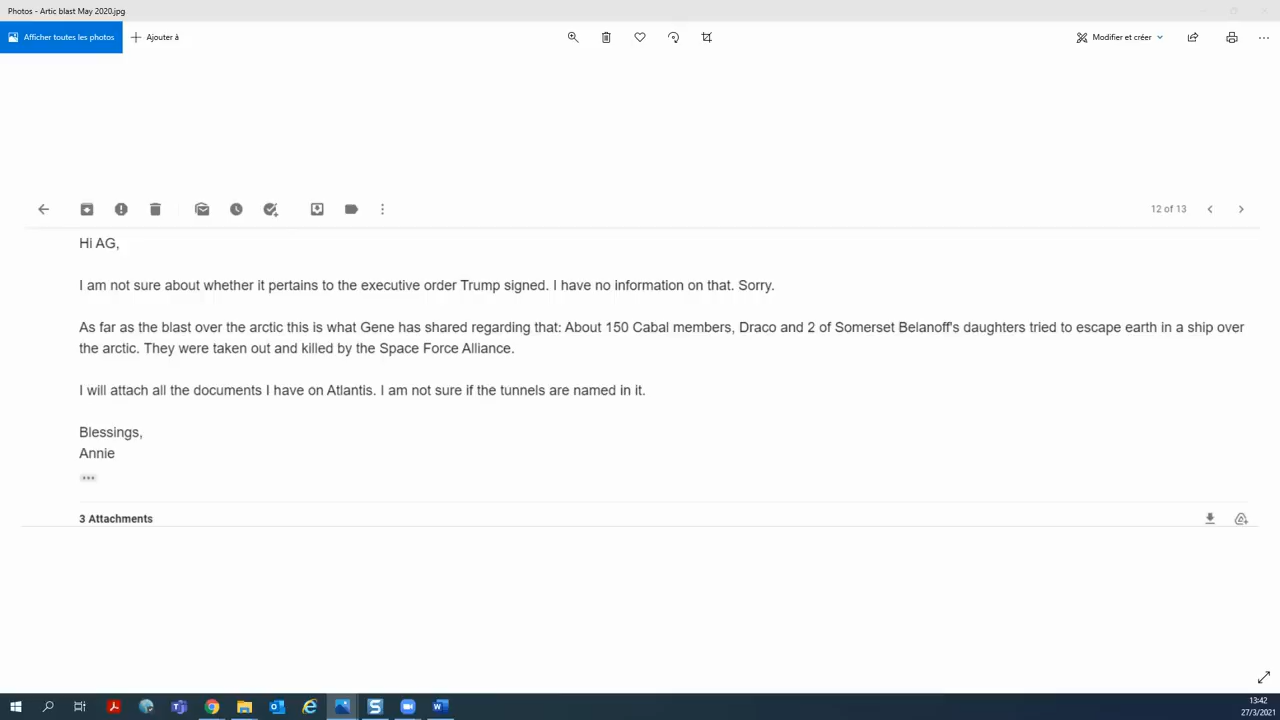 Photos - Artic blast May 2020.jpg
Afficher toutes les photos
Ajouter à
Modifier et créer
12 of 13
Hi AG,
I am not sure about whether it pertains to the executive order Trump signed. I have no information on that. Sorry.
As far as the blast over the arctic this is what Gene has shared regarding that: About 150 Cabal members, Draco and 2 of Somerset Belanoff's daughters tried to escape earth in a ship over
the arctic. They were taken out and killed by the Space Force Alliance.
I will attach all the documents I have on Atlantis. I am not sure if the tunnels are named in it.
Blessings,
Annie
3 Attachments
13:42
27/3/2021